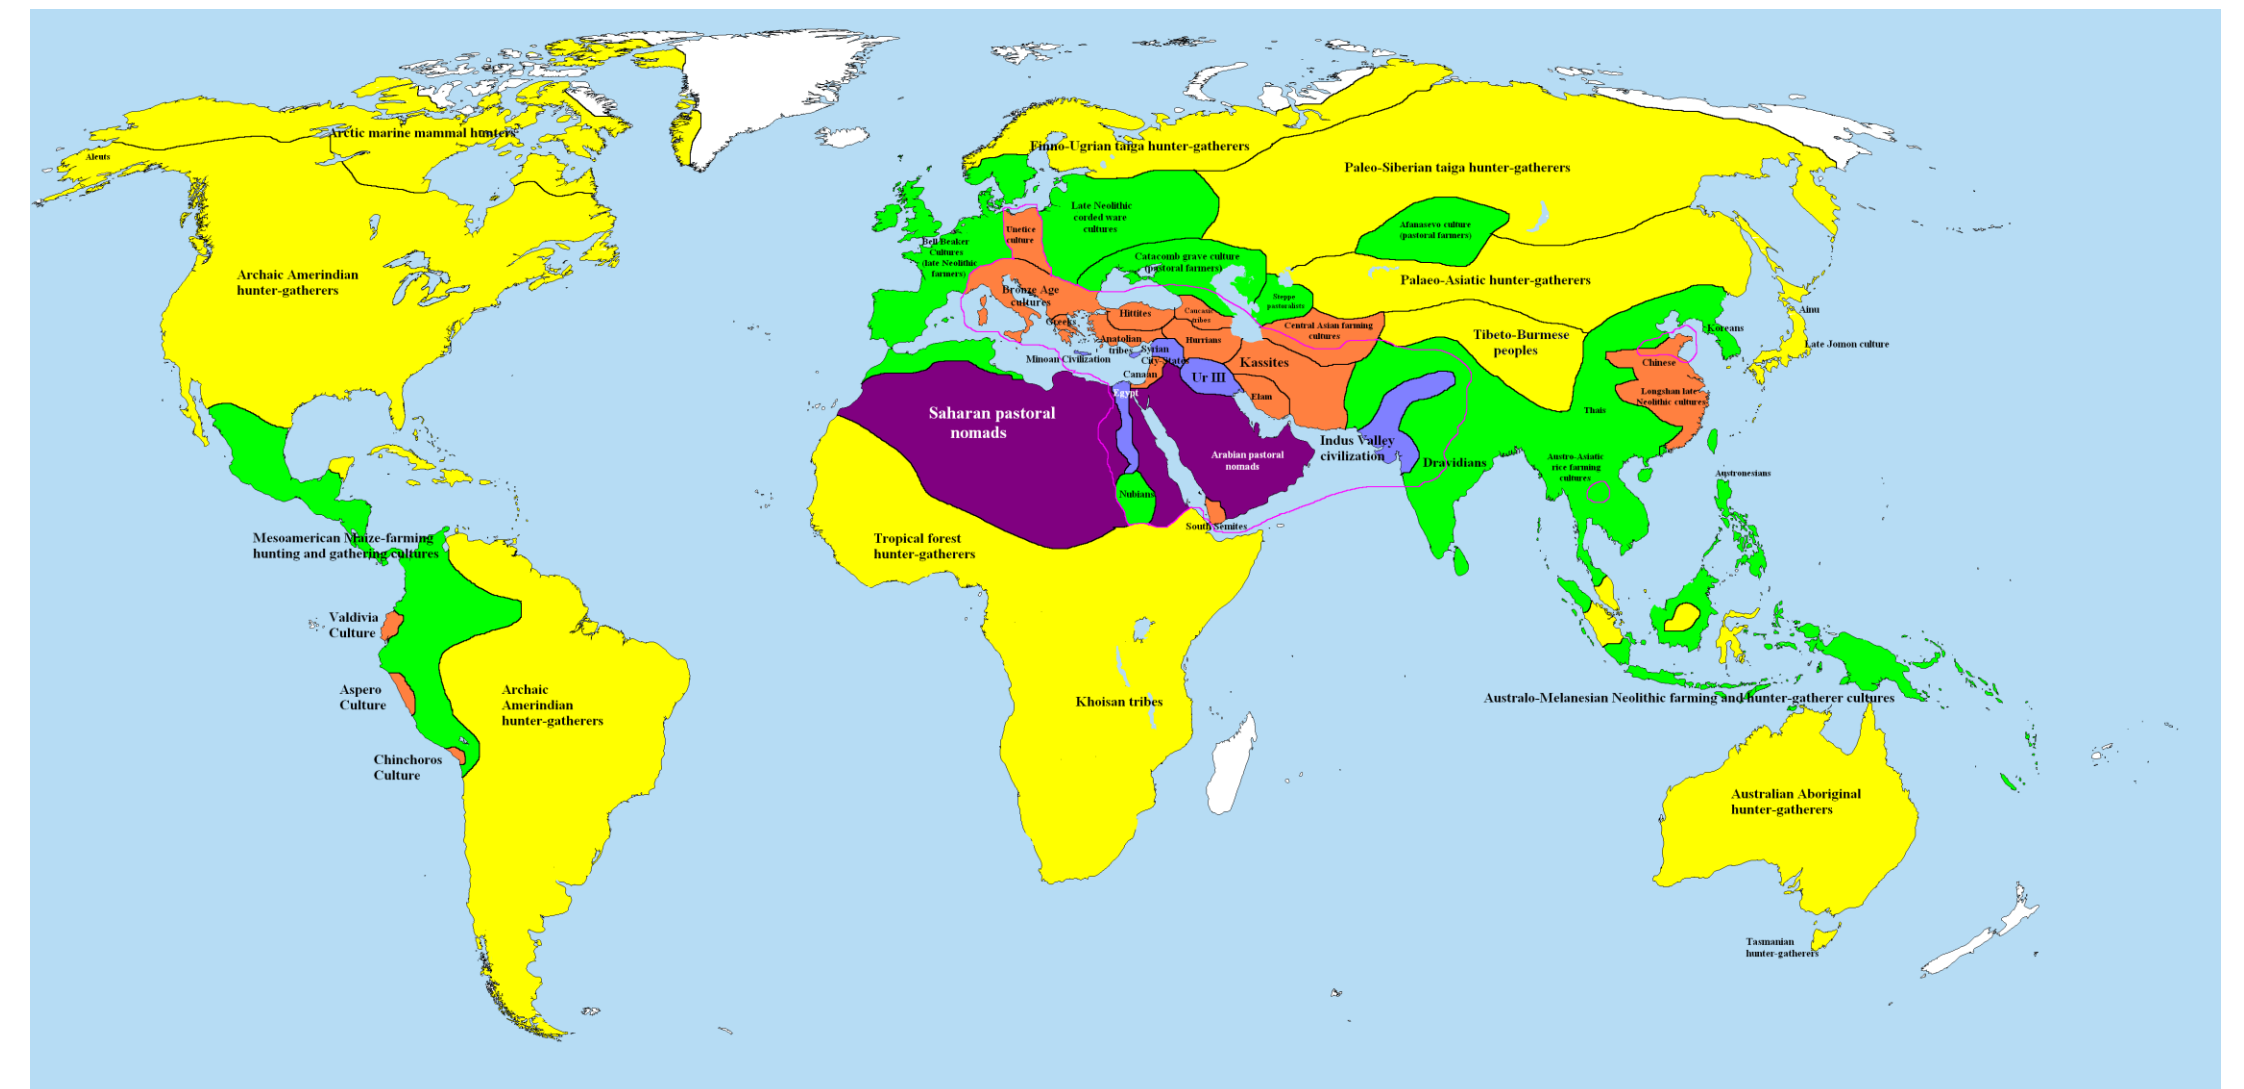 Arctic marine mammal hunters
Aleuts
Archaic Amerindian
hunter-gatherers
Mesoamerican Maize-farming
hunting and gathering cultures
Valdivia
Culture
Aspero
Culture
Chinchoros
Culture
Archaic
Amerindian
hunter-gatherers
Finno-Ugrian taiga hunter-gatherers
Paleo-Siberian taiga hunter-gatherers
Late Neolithic
corded ware
cultures
Unetice
culture
Bell Beaker
Cultures
(late Neolithic
farmers)
Afanasevo culture
(pastoral farmers)
Catacomb grave culture
(pastoral farmers)
Palaeo-Asiatic hunter-gatherers
Steppe
pastoralists
Bronze Age
cultures
Greeks
Hittites
Caucasic
tribes
Central Asian farming
cultures
Anatolian
tribes
Hurrians
Minoan Civilization
Syrian
City-States
Kassites
Canaan
Ur III
Egypt
Elam
Tibeto-Burmese
peoples
Koreans
Ainu
Late Jomon culture
Chinese
Longshan late
Neolithic cultures
Thais
Saharan pastoral
nomads
Arabian pastoral
nomads
Indus Valley
civilization
Dravidians
Austro-Asiatic
rice farming
cultures
Austronesians
Nubians
South Semites
Tropical forest
hunter-gatherers
Khoisan tribes
Australo-Melanesian Neolithic farming and hunter-gatherer cultures
Australian Aboriginal
hunter-gatherers
Tasmanian
hunter-gatherers